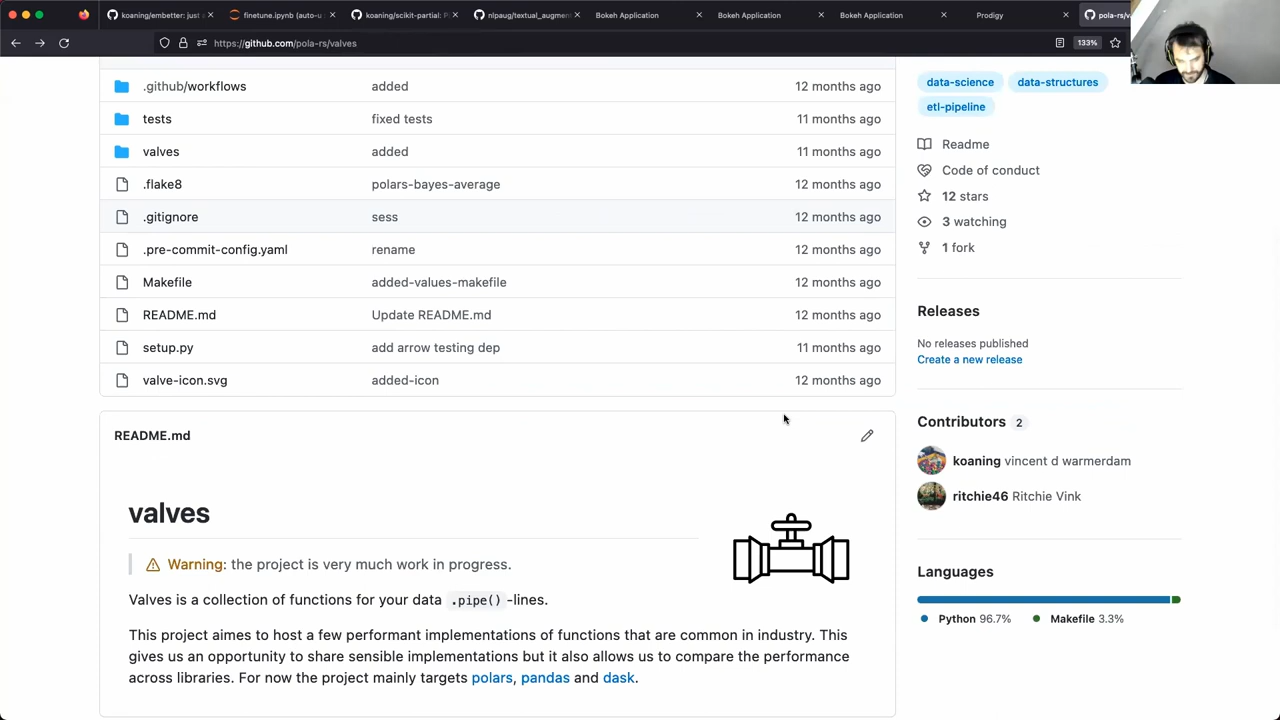 koaning/embetter: just a
finetune.ipynb (auto-u
koaning/scikit-partial: P
nlpaug/textual_augmen
Bokeh Application
Bokeh Application
Bokeh Application
Prodigy
pola-rs/va
https://github.com/pola-rs/valves
133%
.github/workflows added 12 months ago
tests fixed tests 11 months ago
valves added 11 months ago
.flake8 polars-bayes-average 12 months ago
.gitignore sess 12 months ago
.pre-commit-config.yaml rename 12 months ago
Makefile added-values-makefile 12 months ago
README.md Update README.md 12 months ago
setup.py add arrow testing dep 11 months ago
valve-icon.svg added-icon 12 months ago
README.md
valves
Warning: the project is very much work in progress.
Valves is a collection of functions for your data .pipe() -lines.
This project aimes to host a few performant implementations of functions that are common in industry. This
gives us an opportunity to share sensible implementations but it also allows us to compare the performance
across libraries. For now the project mainly targets polars, pandas and dask.
data-science data-structures
etl-pipeline
Readme
Code of conduct
12 stars
3 watching
1 fork
Releases
No releases published
Create a new release
Contributors 2
koaning vincent d warmerdam
ritchie46 Ritchie Vink
Languages
Python 96.7% Makefile 3.3%